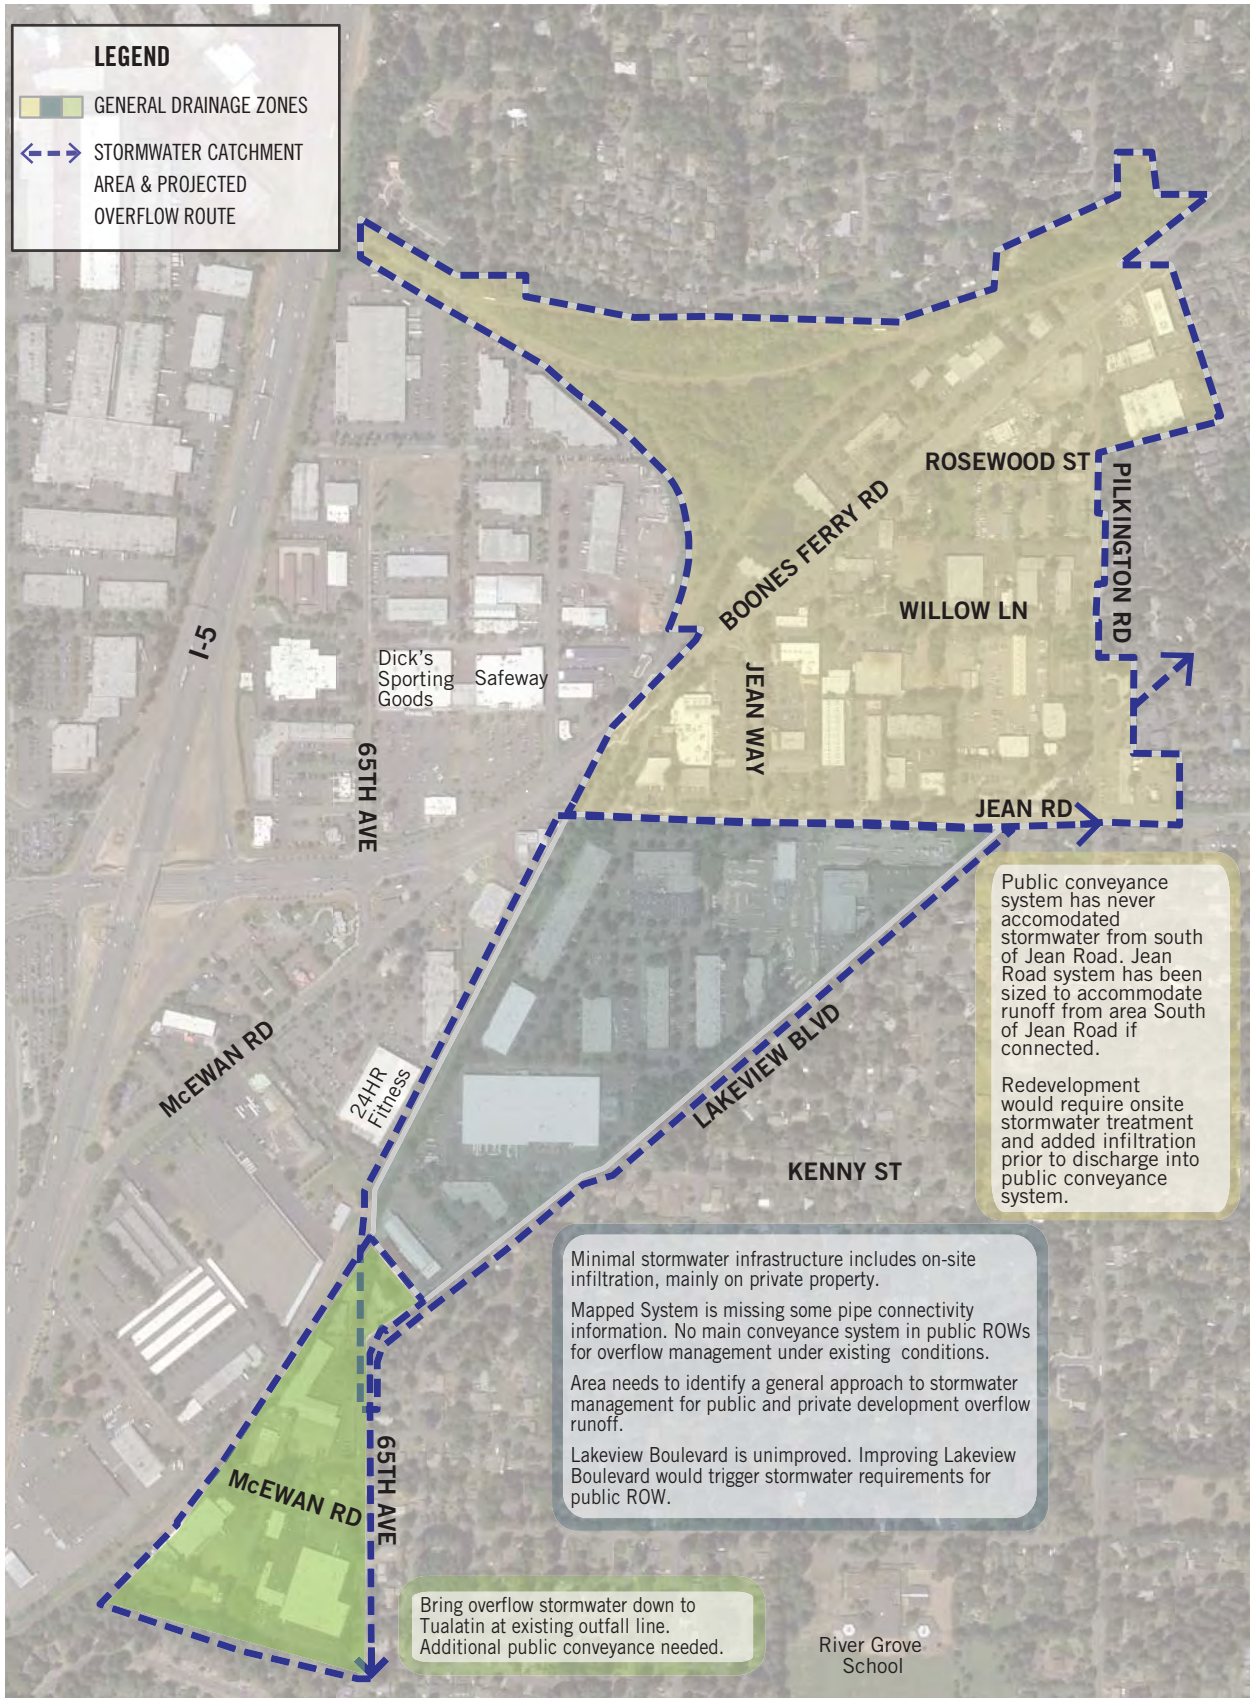 LEGEND
GENERAL DRAINAGE ZONES
STORMWATER CATCHMENT
AREA & PROJECTED
OVERFLOW ROUTE
ROSEWOOD ST
PILKINGTON RD
BOONES FERRY RD
WILLOW LN
I-5
Dick's
Sporting
Goods
Safeway
JEAN WAY
65TH AVE
JEAN RD
Public conveyance
system has never
accomodated
stormwater from south
of Jean Road. Jean
Road system has been
sized to accommodate
runoff from area South
of Jean Road if
connected.
Redevelopment
would require onsite
stormwater treatment
and added infiltration
prior to discharge into
public conveyance
system.
McEWAN RD
24HR
Fitness
LAKEVIEW BLVD
KENNY ST
Minimal stormwater infrastructure includes on-site
infiltration, mainly on private property.
Mapped System is missing some pipe connectivity
information. No main conveyance system in public ROWs
for overflow management under existing conditions.
Area needs to identify a general approach to stormwater
management for public and private development overflow
runoff.
Lakeview Boulevard is unimproved. Improving Lakeview
Boulevard would trigger stormwater requirements for
public ROW.
65TH AVE
McEWAN RD
Bring overflow stormwater down to
Tualatin at existing outfall line.
Additional public conveyance needed.
River Grove
School